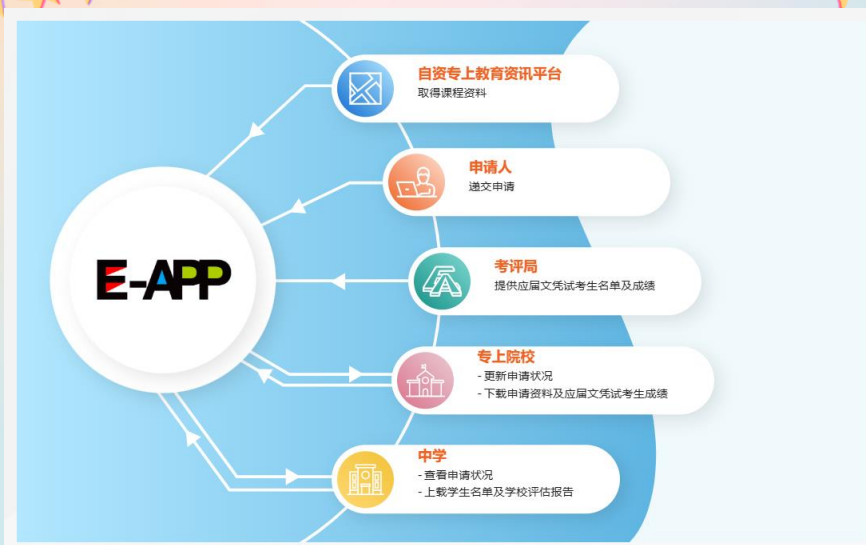 自资专上教育资讯平台
取得课程资料
申请人
递交申请
E-APP
考评局
提供应届文凭试考生名单及成绩
专上院校
- 更新申请状况
- 下载申请资料及应届文凭试考生成绩
中学
- 查看申请状况
- 上载学生名单及学校评估报告